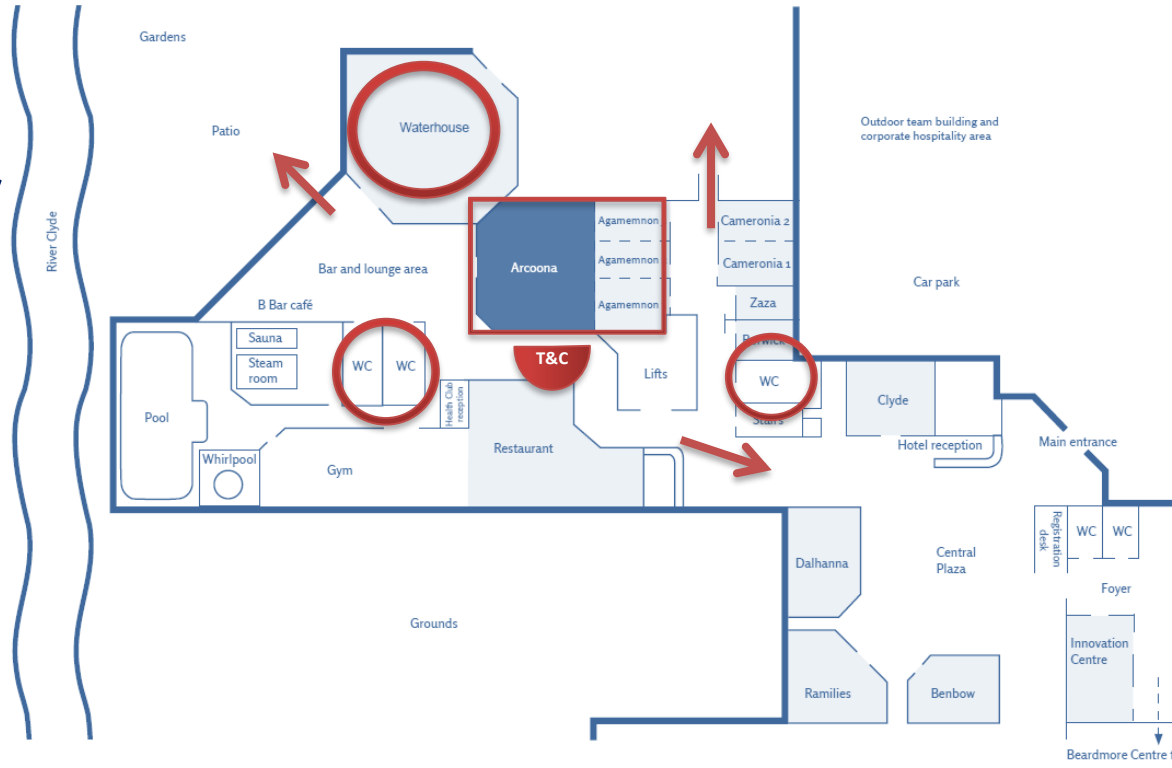 Gardens
Waterhouse
Patio
Outdoor team building and
corporate hospitality area
River Clyde
Agamemnon
Cameronia 2
Bar and lounge area
Arcoona
Agamemnon
Cameronia 1
Car park
B Bar café
Agamemnon
Zaza
Sauna
Steam
room
WC
WC
T&C
Lifts
WC
Stairs
Clyde
Health Club
reception
Pool
Whirlpool
Gym
Restaurant
Hotel reception
Main entrance
Registration
desk
WC
WC
Dalhanna
Central
Plaza
Foyer
Grounds
Innovation
Centre
Ramilies
Benbow
Beardmore Centre